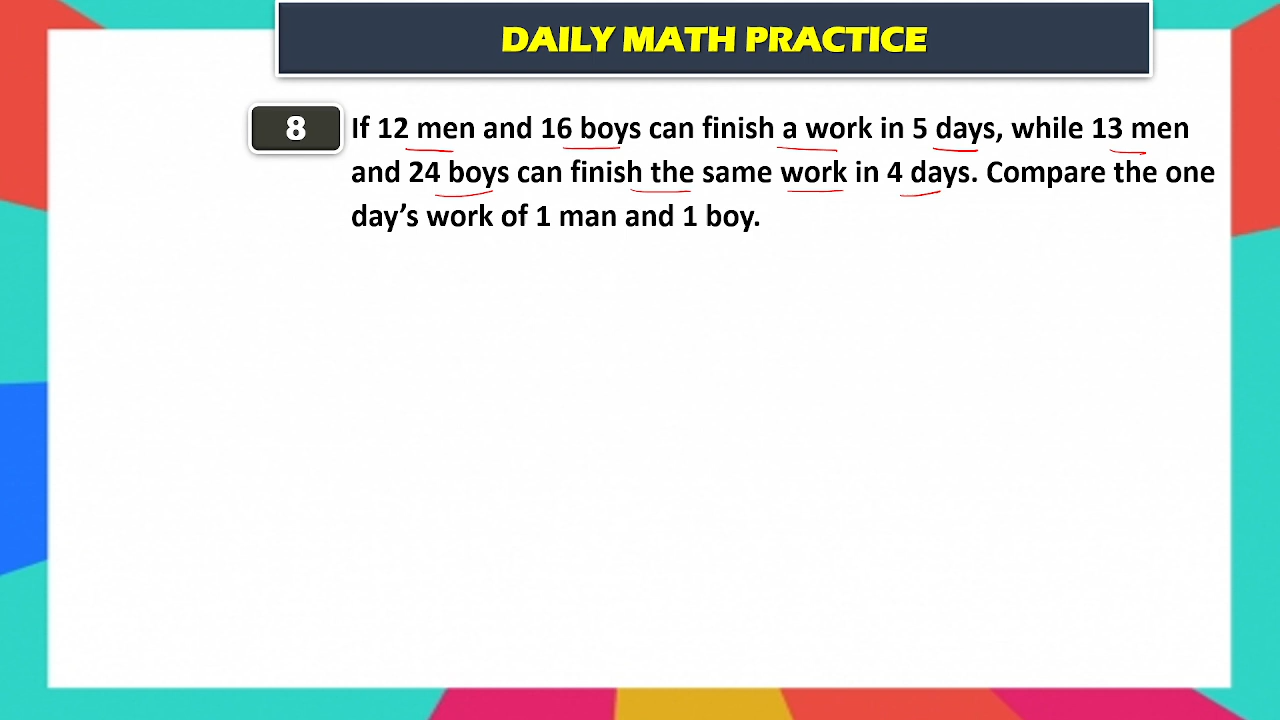 DAILY MATH PRACTICE
8
If 12 men and 16 boys can finish a work in 5 days, while 13 men
and 24 boys can finish the same work in 4 days. Compare the one
day’s work of 1 man and 1 boy.